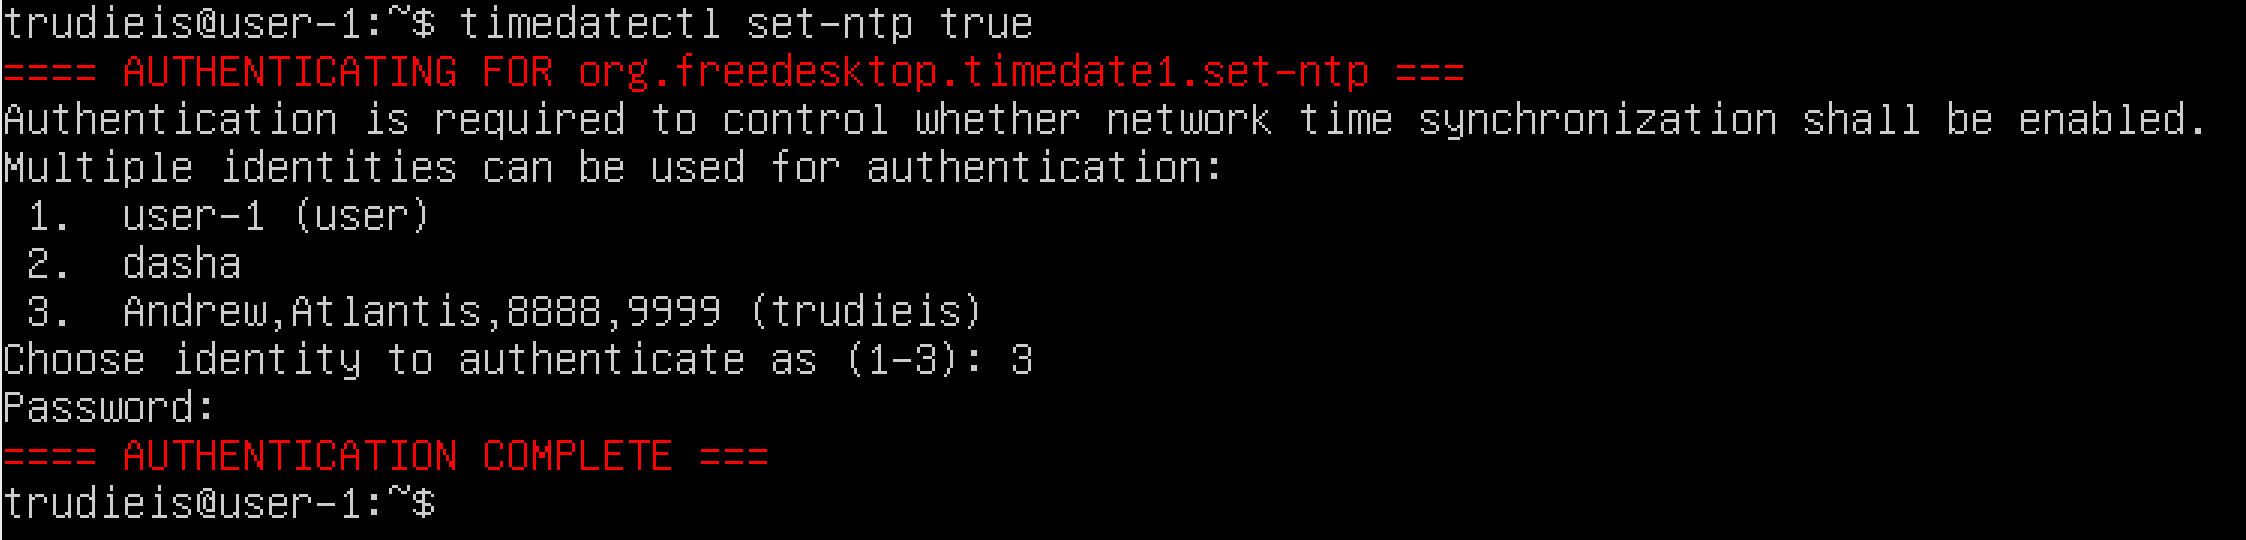 trudieis@user-1:~$ timedatectl set-ntp true
==== AUTHENTICATING FOR org.freedesktop.timedate1.set-ntp ===
Authentication is required to control whether network time synchronization shall be enabled.
Multiple identities can be used for authentication:
 1.  user-1 (user)
 2.  dasha
 3.  Andrew,Atlantis,8888,9999 (trudieis)
Choose identity to authenticate as (1-3): 3
Password:
==== AUTHENTICATION COMPLETE ===
trudieis@user-1:~$